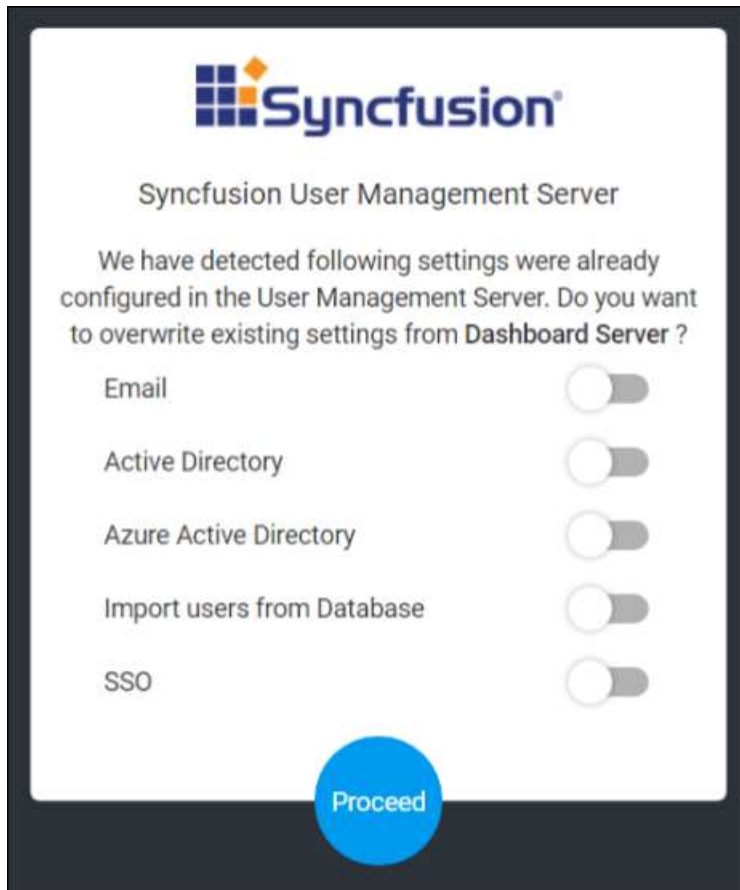 Syncfusion®
Syncfusion User Management Server
We have detected following settings were already
configured in the User Management Server. Do you want
to overwrite existing settings from Dashboard Server ?
Email
Active Directory
Azure Active Directory
Import users from Database
SSO
Proceed